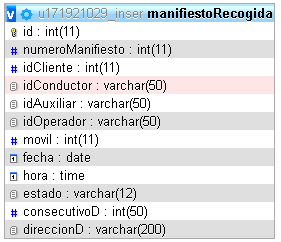 v u171921029_inser manifiestoRecogida
id : int(11)
numeroManifiesto : int(11)
idCliente : int(11)
idConductor : varchar(50)
idAuxiliar : varchar(50)
idOperador : varchar(50)
movil : int(11)
fecha : date
hora : time
estado : varchar(12)
consecutivoD : int(50)
direccionD : varchar(200)